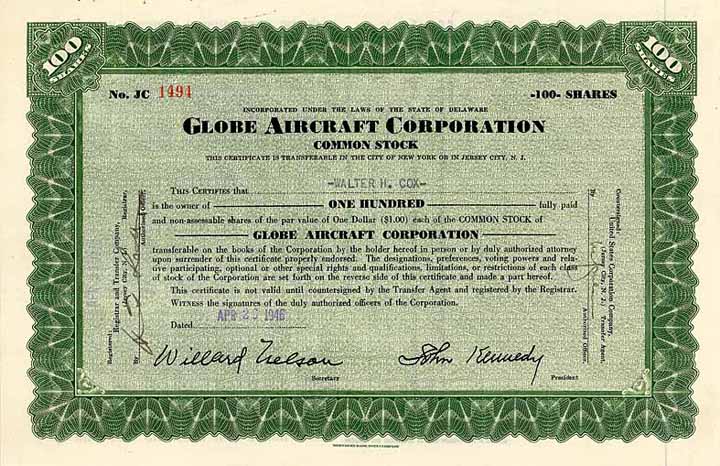 100 SHARES
100 SHARES
No. JC 1494
-100- SHARES
INCORPORATED UNDER THE LAWS OF THE STATE OF DELAWARE
GLOBE AIRCRAFT CORPORATION
COMMON STOCK
THIS CERTIFICATE IS TRANSFERABLE IN THE CITY OF NEW YORK OR IN JERSEY CITY, N. J.
THIS CERTIFIES that -WALTER H. COX-
is the owner of ONE HUNDRED fully paid
and non-assessable shares of the par value of One Dollar ($1.00) each of the COMMON STOCK of
GLOBE AIRCRAFT CORPORATION
transferable on the books of the Corporation by the holder hereof in person or by duly authorized attorney
upon surrender of this certificate properly endorsed. The designations, preferences, voting powers and rela-
tive participating, optional or other special rights and qualifications, limitations, or restrictions of each class
of stock of the Corporation are set forth on the reverse side of this certificate and made a part hereof.
This certificate is not valid until countersigned by the Transfer Agent and registered by the Registrar.
WITNESS the signatures of the duly authorized officers of the Corporation.
Dated APR 1946
Willard Nelson
Secretary
John Kennedy
President
Registered:
Registrar and Transfer Company,
(Jersey City, N. J.) Registrar,
By
Authorized Officer.
Countersigned:
United States Corporation Company,
(Jersey City, N. J.) Transfer Agent,
By
Authorized Officer.
100 SHARES
100 SHARES